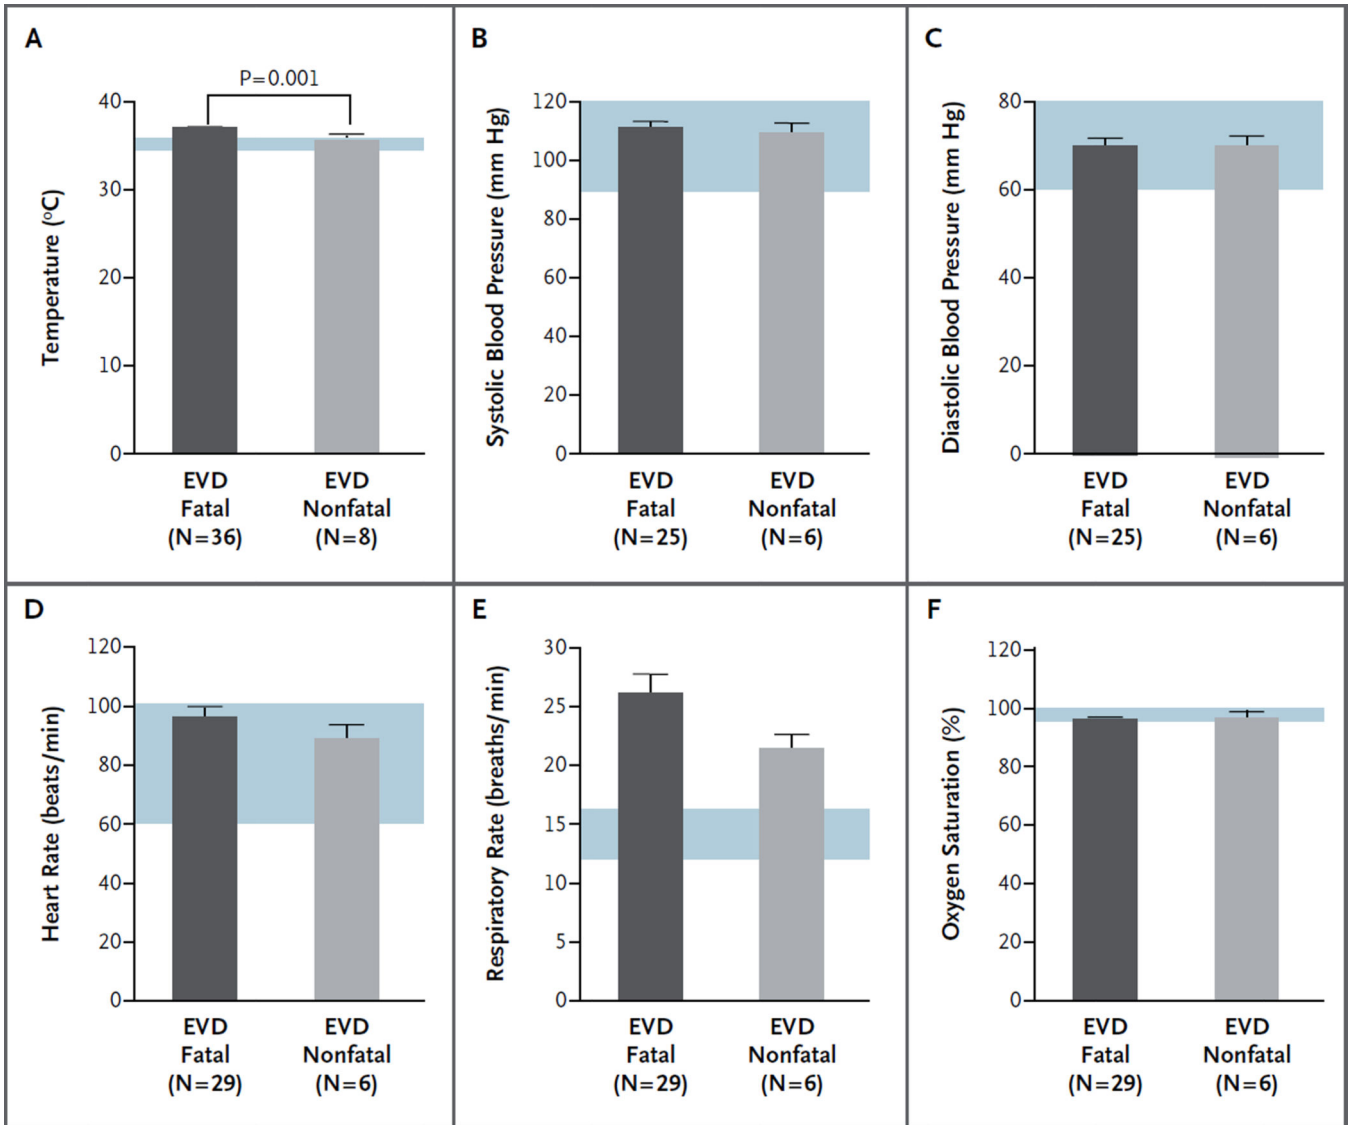 A
P=0.001
Temperature (°C)
40
30
20
10
0
EVD
Fatal
(N=36)
EVD
Nonfatal
(N=8)
B
Systolic Blood Pressure (mm Hg)
120
100
80
60
40
20
0
EVD
Fatal
(N=25)
EVD
Nonfatal
(N=6)
C
Diastolic Blood Pressure (mm Hg)
80
60
40
20
0
EVD
Fatal
(N=25)
EVD
Nonfatal
(N=6)
D
Heart Rate (beats/min)
120
100
80
60
40
20
0
EVD
Fatal
(N=29)
EVD
Nonfatal
(N=6)
E
Respiratory Rate (breaths/min)
30
25
20
15
10
5
0
EVD
Fatal
(N=29)
EVD
Nonfatal
(N=6)
F
Oxygen Saturation (%)
120
100
80
60
40
20
0
EVD
Fatal
(N=29)
EVD
Nonfatal
(N=6)